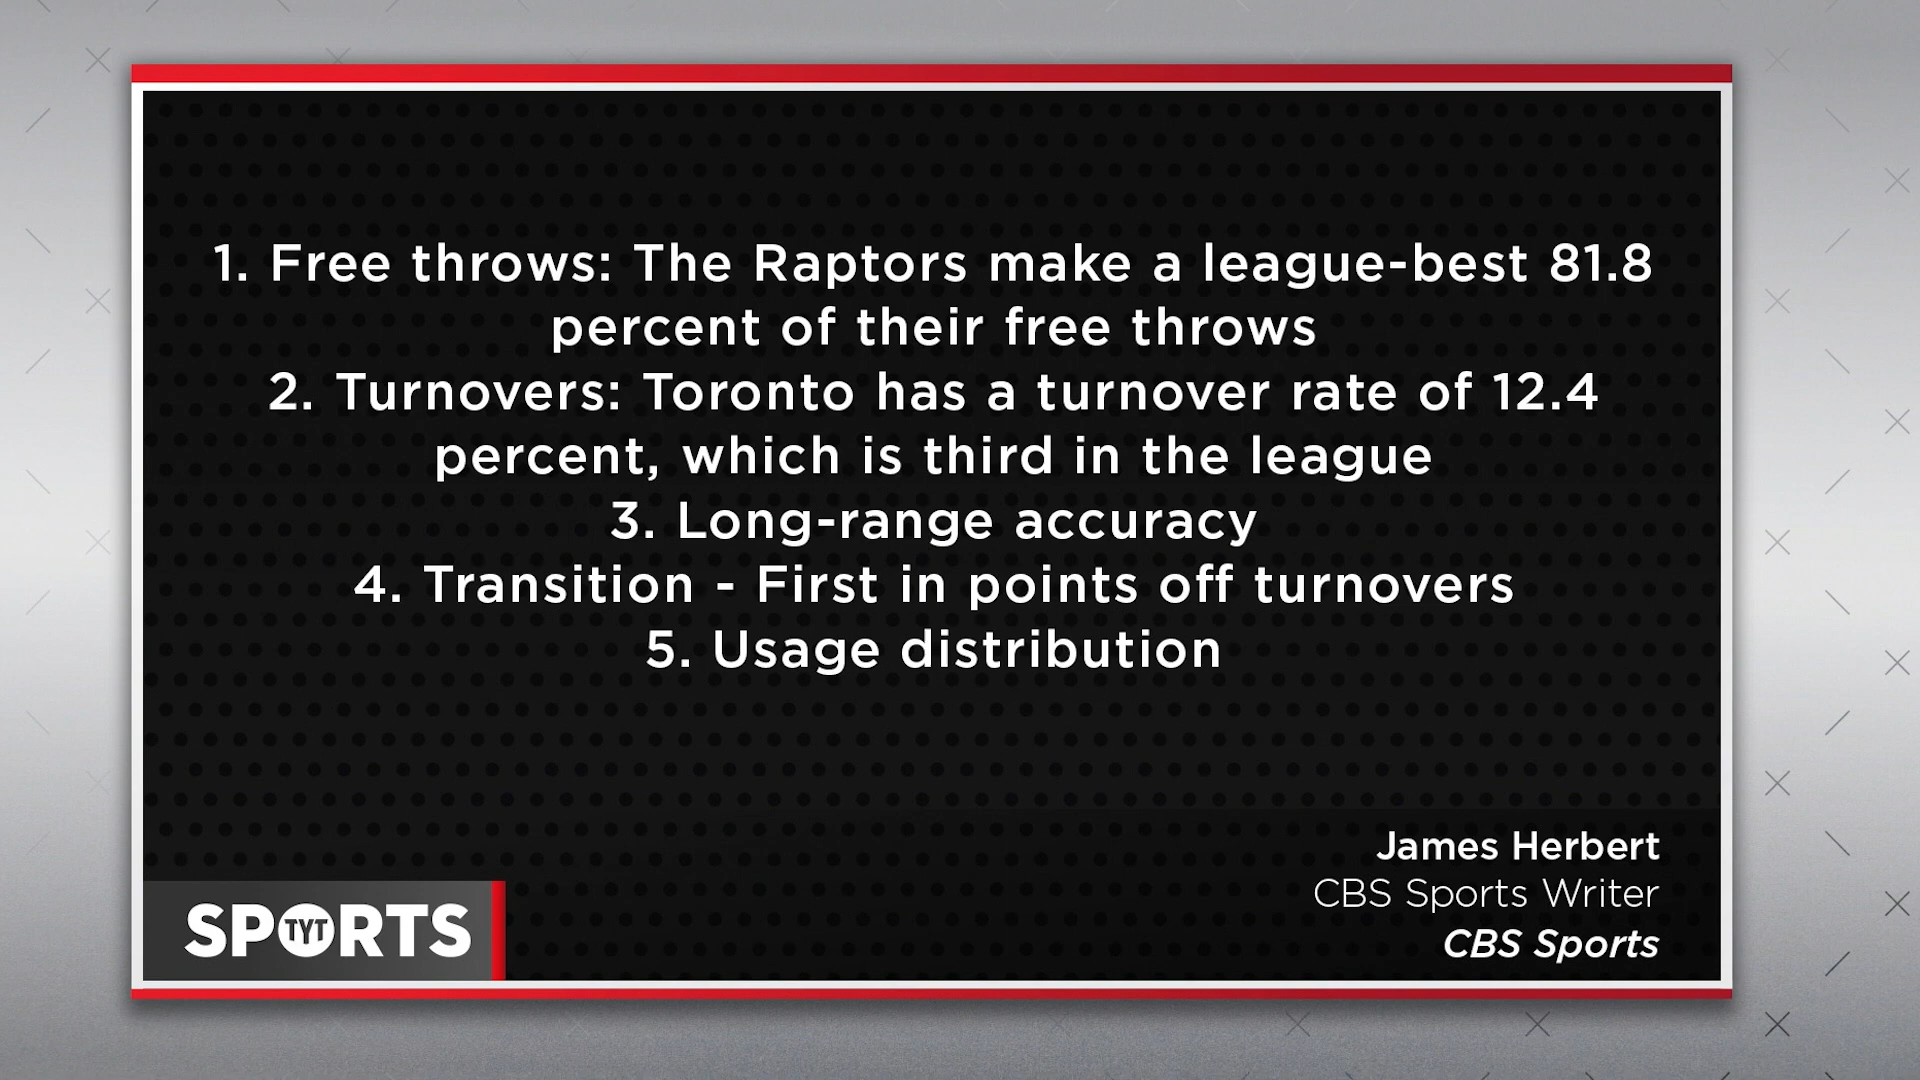 1. Free throws: The Raptors make a league-best 81.8
percent of their free throws
2. Turnovers: Toronto has a turnover rate of 12.4
percent, which is third in the league
3. Long-range accuracy
4. Transition - First in points off turnovers
5. Usage distribution
James Herbert
CBS Sports Writer
CBS Sports
SPORTS
TYT